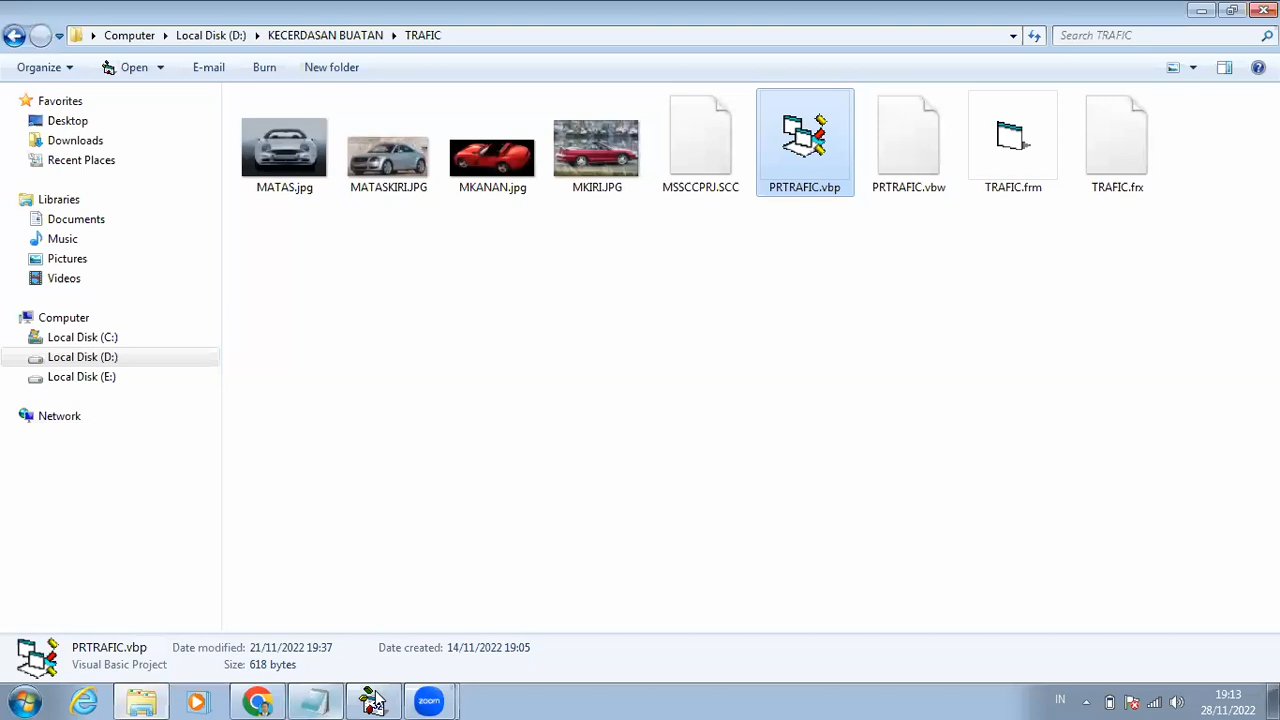 Computer Local Disk (D:) KECERDASAN BUATAN TRAFIC
Search TRAFIC
Organize Open E-mail Burn New folder
Favorites
Desktop
Downloads
Recent Places
Libraries
Documents
Music
Pictures
Videos
Computer
Local Disk (C:)
Local Disk (D:)
Local Disk (E:)
Network
MATAS.jpg
MATASKIRI.JPG
MKANAN.jpg
MKIRI.JPG
MSSCCPRJ.SCC
PRTRAFIC.vbp
PRTRAFIC.vbw
TRAFIC.frm
TRAFIC.frx
PRTRAFIC.vbp Date modified: 21/11/2022 19:37 Date created: 14/11/2022 19:05
Visual Basic Project Size: 618 bytes
zoom
IN
19:13
28/11/2022